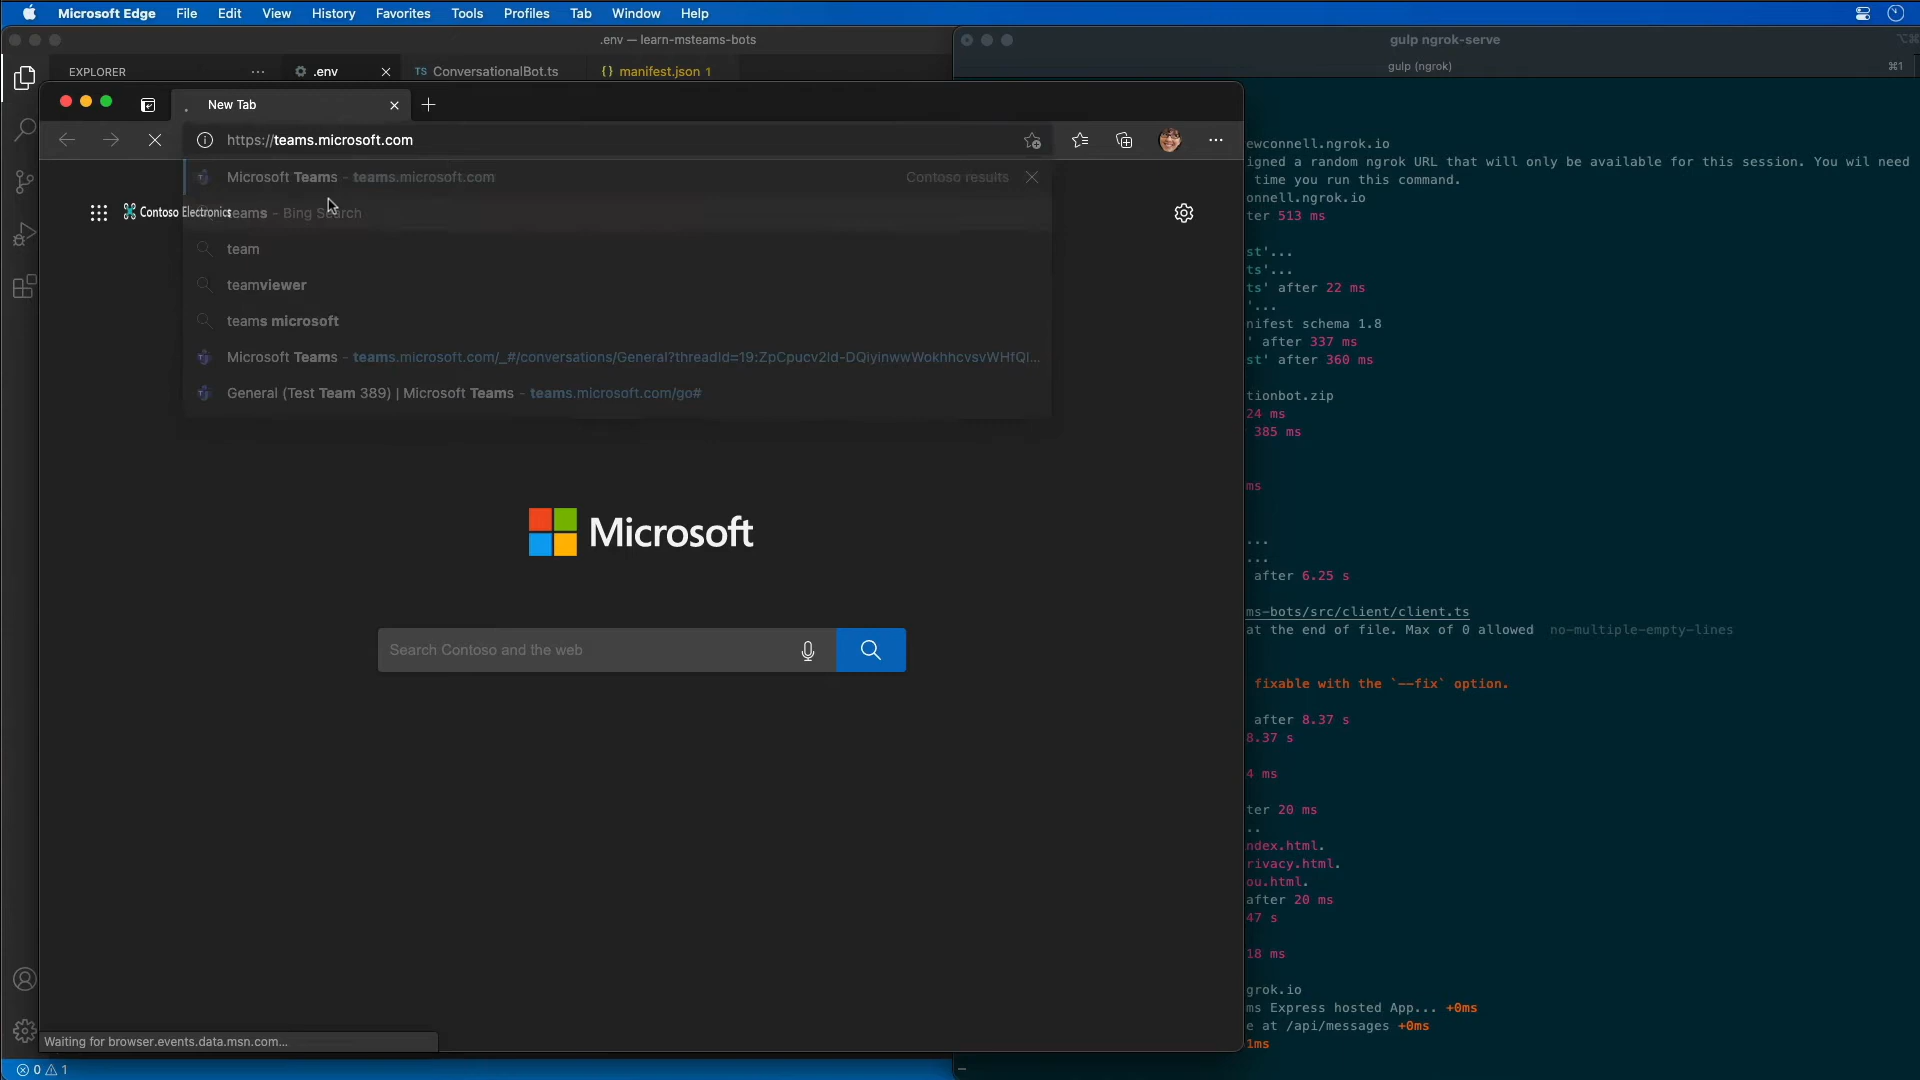 Microsoft Edge File Edit View History Favorites Tools Profiles Tab Window Help
.env — learn-msteams-bots
gulp ngrok-serve
EXPLORER ... .env TS ConversationalBot.ts {} manifest.json 1
gulp (ngrok) ⌘1
New Tab
https://teams.microsoft.com
Microsoft Teams - teams.microsoft.com Contoso results
Contoso Electronics
teams - Bing Search
team
teamviewer
teams microsoft
Microsoft Teams - teams.microsoft.com/_#/conversations/General?threadId=19:ZpCpucv2Id-DQiyinwwWokhhcvsvWHfQI...
General (Test Team 389) | Microsoft Teams - teams.microsoft.com/go#
Microsoft
Search Contoso and the web
Waiting for browser.events.data.msn.com...
0 1
ewconnell.ngrok.io
igned a random ngrok URL that will only be available for this session. You wil need
time you run this command.
onnell.ngrok.io
ter 513 ms
st'...
ts'...
ts' after 22 ms
'...
nifest schema 1.8
' after 337 ms
st' after 360 ms
tionbot.zip
24 ms
385 ms
ms
...
...
after 6.25 s
ms-bots/src/client/client.ts
at the end of file. Max of 0 allowed no-multiple-empty-lines
fixable with the `--fix` option.
after 8.37 s
8.37 s
4 ms
ter 20 ms
..
ndex.html.
rivacy.html.
ou.html.
after 20 ms
47 s
18 ms
grok.io
ms Express hosted App... +0ms
e at /api/messages +0ms
1ms